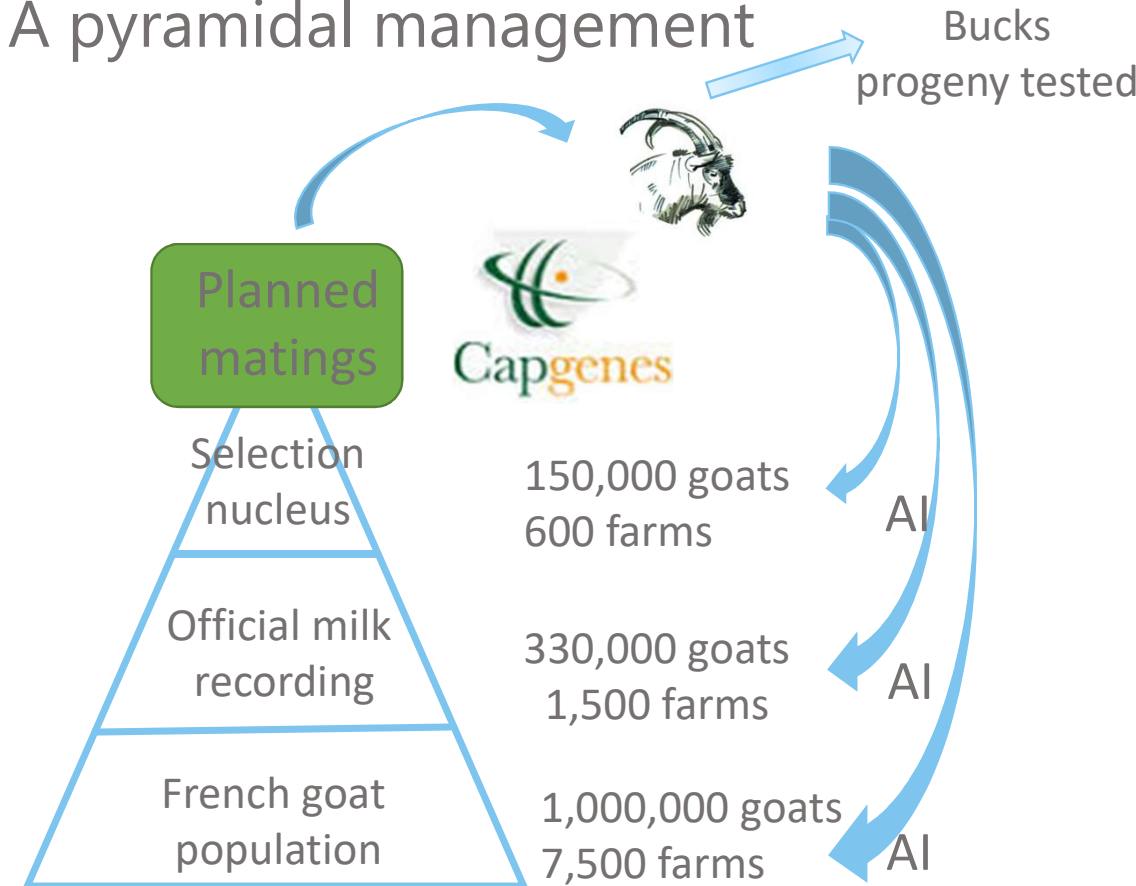 A pyramidal management
Bucks
progeny tested
Planned
matings
Capgenes
Selection
nucleus
150,000 goats
600 farms
AI
Official milk
recording
330,000 goats
1,500 farms
AI
French goat
population
1,000,000 goats
7,500 farms
AI